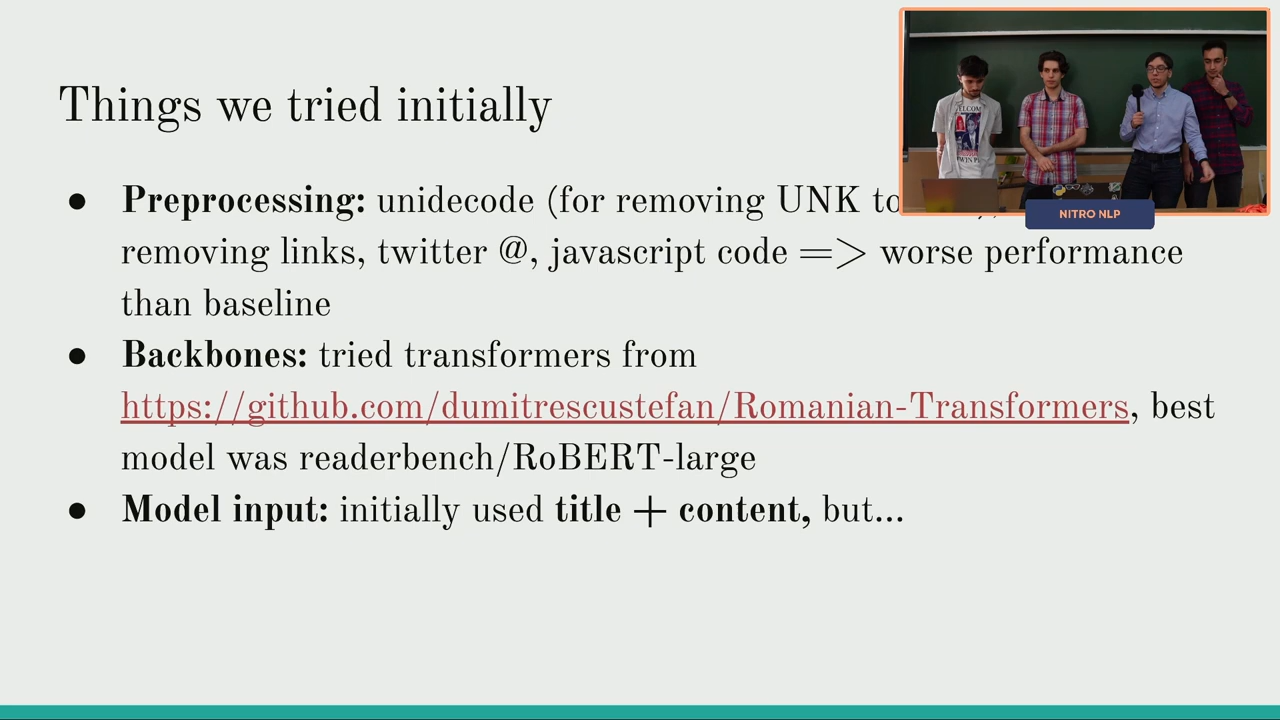 Things we tried initially
● Preprocessing: unidecode (for removing UNK
removing links, twitter @, javascript code => worse performance
than baseline
● Backbones: tried transformers from
https://github.com/dumitrescustefan/Romanian-Transformers, best
model was readerbench/RoBERT-large
● Model input: initially used title + content, but...
NITRO NLP